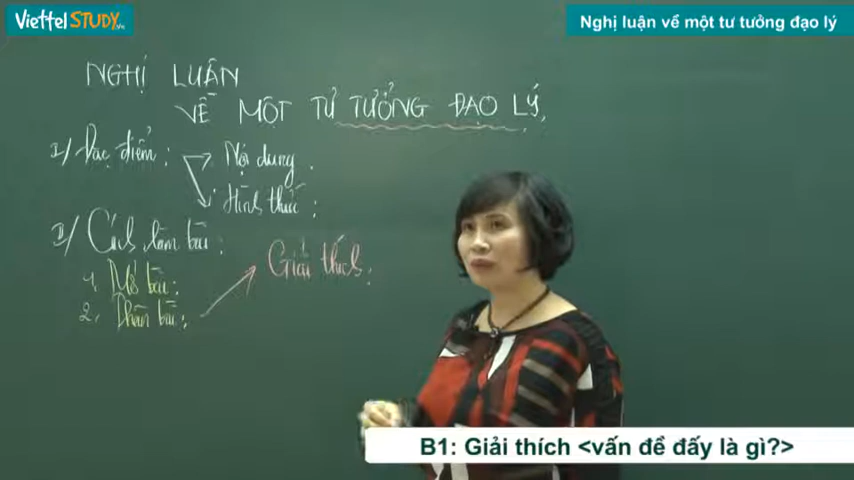 ViettelSTUDY.vn
Nghị luận về một tư tưởng đạo lý
NGHỊ LUẬN
VỀ MỘT TƯ TƯỞNG ĐẠO LÝ
I/ Đặc điểm:
Nội dung.
Hình thức:
II/ Cách làm bài:
1. Mở bài:
2. Thân bài:
Giải thích:
B1: Giải thích <vấn đề đấy là gì?>